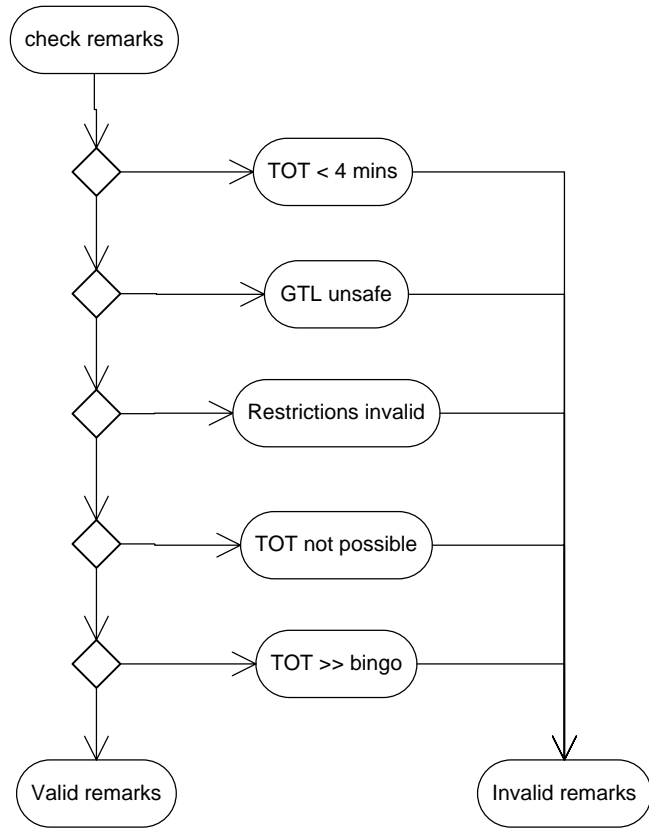 check remarks
TOT < 4 mins
GTL unsafe
Restrictions invalid
TOT not possible
TOT >> bingo
Valid remarks
Invalid remarks